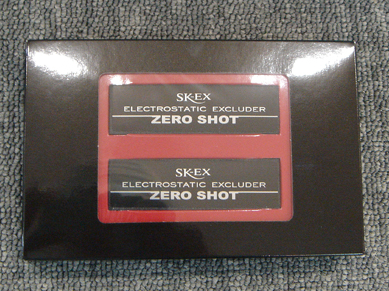 SK-EX
ELECTROSTATIC EXCLUDER
ZERO SHOT
SK-EX
ELECTROSTATIC EXCLUDER
ZERO SHOT